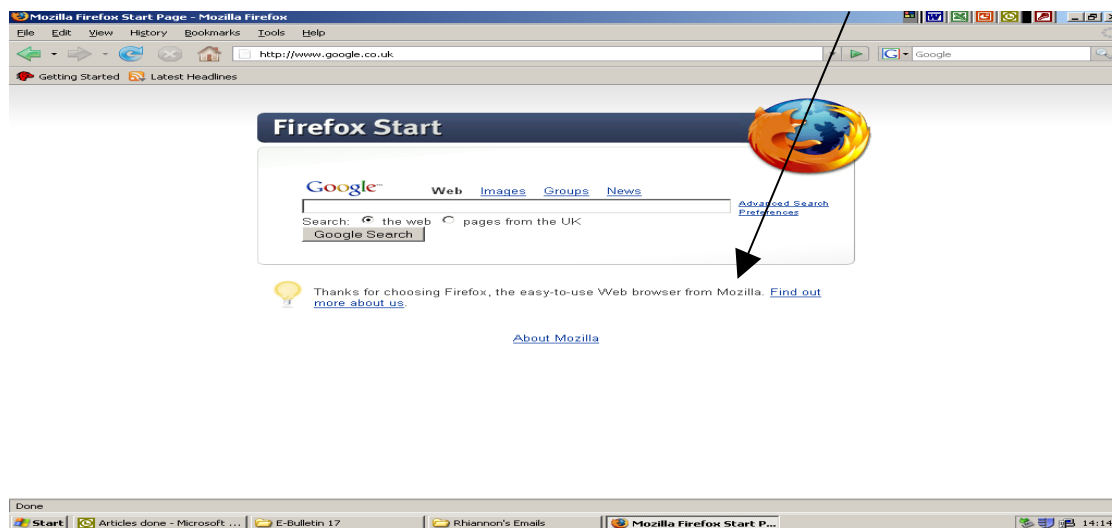 Mozilla Firefox Start Page - Mozilla Firefox
File Edit View History Bookmarks Tools Help
http://www.google.co.uk
G Google
Getting Started Latest Headlines
Firefox Start
Google™ Web Images Groups News
Advanced Search
Preferences
Search: the web pages from the UK
Google Search
Thanks for choosing Firefox, the easy-to-use Web browser from Mozilla. Find out
more about us.
About Mozilla
Done
Start Articles done - Microsoft ... E-Bulletin 17 Rhiannon's Emails Mozilla Firefox Start P... 14:14